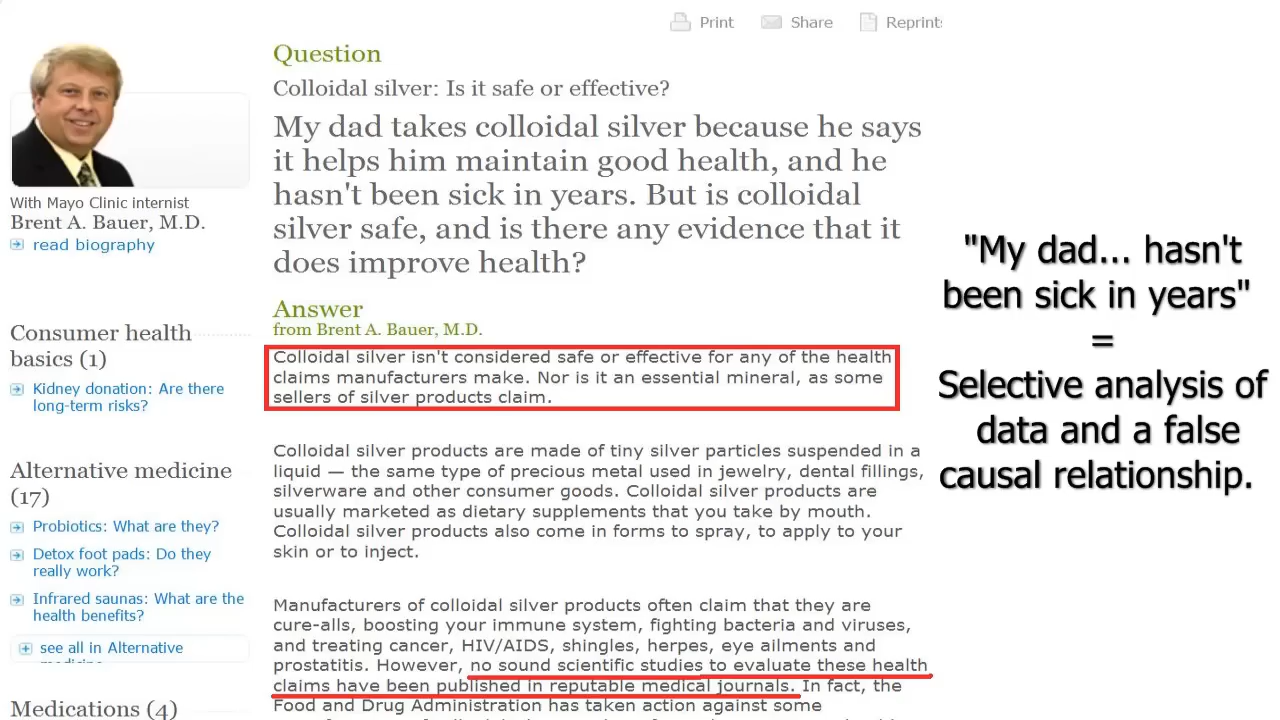 Print Share Reprints
Question
Colloidal silver: Is it safe or effective?
My dad takes colloidal silver because he says
it helps him maintain good health, and he
hasn't been sick in years. But is colloidal
silver safe, and is there any evidence that it
does improve health?
Answer
from Brent A. Bauer, M.D.
Colloidal silver isn't considered safe or effective for any of the health
claims manufacturers make. Nor is it an essential mineral, as some
sellers of silver products claim.
Colloidal silver products are made of tiny silver particles suspended in a
liquid — the same type of precious metal used in jewelry, dental fillings,
silverware and other consumer goods. Colloidal silver products are
usually marketed as dietary supplements that you take by mouth.
Colloidal silver products also come in forms to spray, to apply to your
skin or to inject.
Manufacturers of colloidal silver products often claim that they are
cure-alls, boosting your immune system, fighting bacteria and viruses,
and treating cancer, HIV/AIDS, shingles, herpes, eye ailments and
prostatitis. However, no sound scientific studies to evaluate these health
claims have been published in reputable medical journals. In fact, the
Food and Drug Administration has taken action against some
With Mayo Clinic internist
Brent A. Bauer, M.D.
read biography
Consumer health
basics (1)
Kidney donation: Are there
long-term risks?
Alternative medicine
(17)
Probiotics: What are they?
Detox foot pads: Do they
really work?
Infrared saunas: What are the
health benefits?
see all in Alternative
medicine
Medications (4)
"My dad... hasn't
been sick in years"
=
Selective analysis of
data and a false
causal relationship.